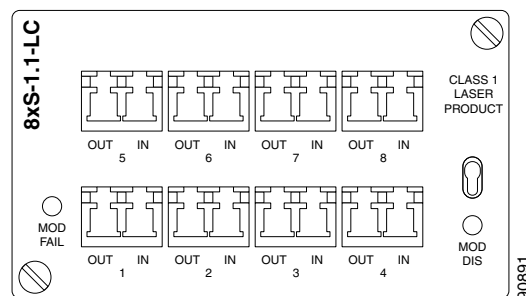 8xS-1.1-LC
CLASS 1
LASER
PRODUCT
OUT IN OUT IN OUT IN OUT IN
5 6 7 8
MOD
FAIL
OUT IN OUT IN OUT IN OUT IN
1 2 3 4
MOD
DIS
90891